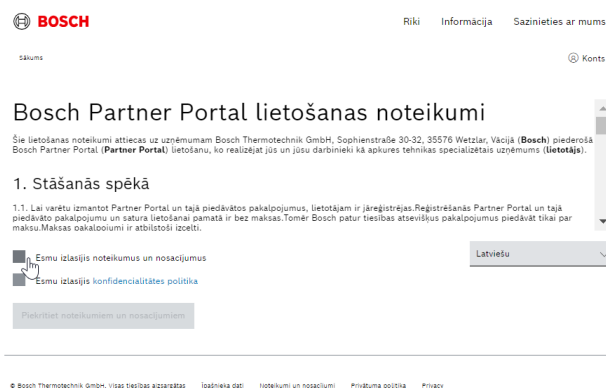 BOSCH
Rīki Informācija Sazinieties ar mums
Sākums
Konts
Bosch Partner Portal lietošanas noteikumi
Šie lietošanas noteikumi attiecas uz uzņēmumam Bosch Thermotechnik GmbH, Sophienstraße 30-32, 35576 Wetzlar, Vācijā (Bosch) piederošā
Bosch Partner Portal (Partner Portal) lietošanu, ko realizējat jūs un jūsu darbinieki kā apkures tehnikas specializētais uzņēmums (lietotājs).
1. Stāšanās spēkā
1.1. Lai varētu izmantot Partner Portal un tajā piedāvātos pakalpojumus, lietotājam ir jāreģistrējas.Reģistrēšanās Partner Portal un tajā
piedāvāto pakalpojumu un satura lietošanai pamatā ir bez maksas.Tomēr Bosch patur tiesības atsevišķus pakalpojumus piedāvāt tikai par
maksu.Maksas pakalpojumi ir atbilstoši izcelti.
Esmu izlasījis noteikumus un nosacījumus
Latviešu
Esmu izlasījis konfidencialitātes politika
Piekrītiet noteikumiem un nosacījumiem
© Bosch Thermotechnik GmbH. Visas tiesības aizsargātas Īpašnieka dati Noteikumi un nosacījumi Privātuma politika Privacy